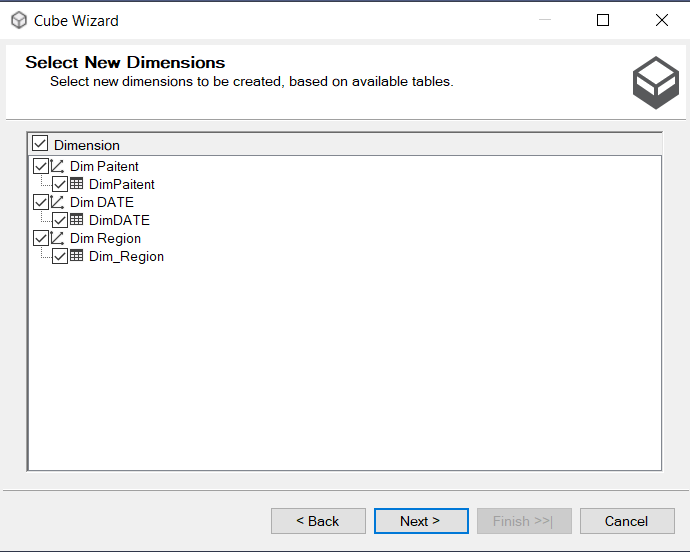 Cube Wizard
Select New Dimensions
Select new dimensions to be created, based on available tables.
Dimension
Dim Paitent
DimPaitent
Dim DATE
DimDATE
Dim Region
Dim_Region
< Back
Next >
Finish >>|
Cancel